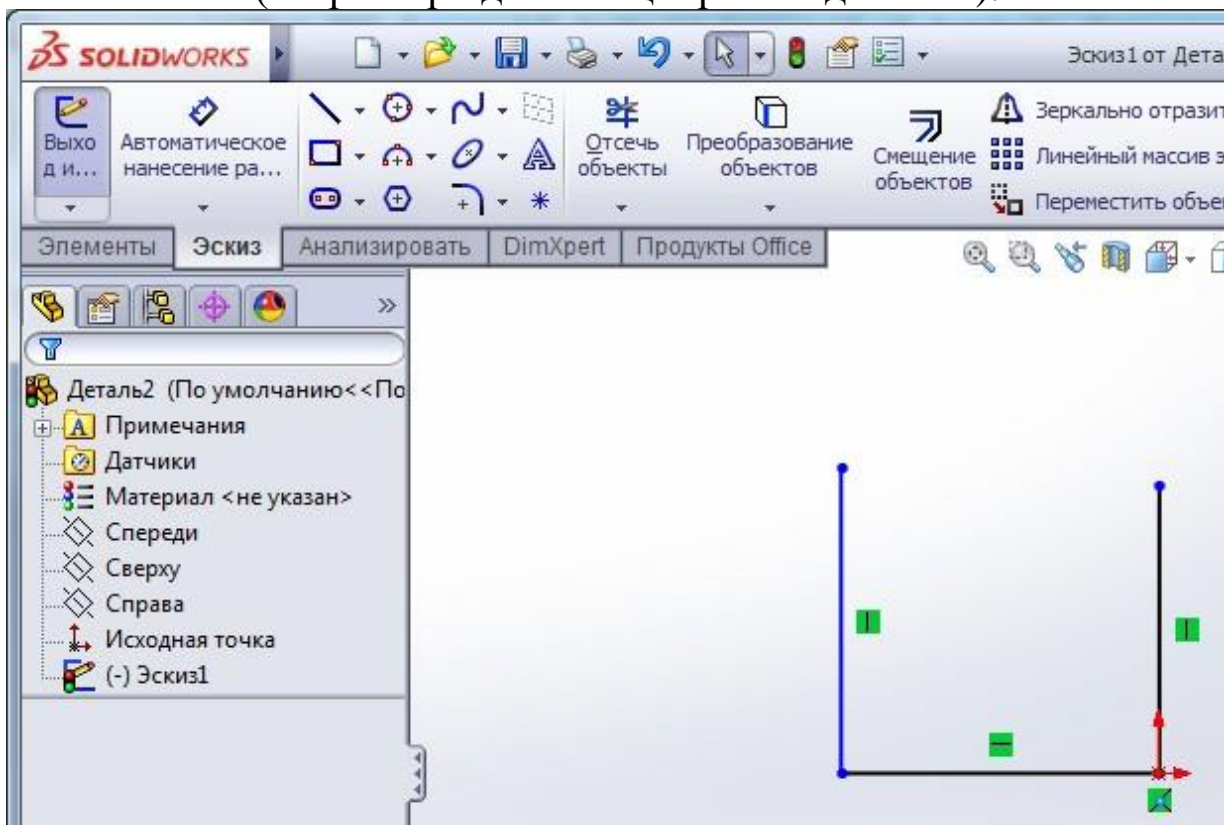 SOLIDWORKS
Эскиз1 от Дета
Выхо
д и...
Автоматическое
нанесение ра...
Отсечь
объекты
Преобразование
объектов
Смещение
объектов
Зеркально отразит
Линейный массив э
Переместить объе
Элементы
Эскиз
Анализировать
DimXpert
Продукты Office
Деталь2 (По умолчанию<<По
Примечания
Датчики
Материал <не указан>
Спереди
Сверху
Справа
Исходная точка
(-) Эскиз1